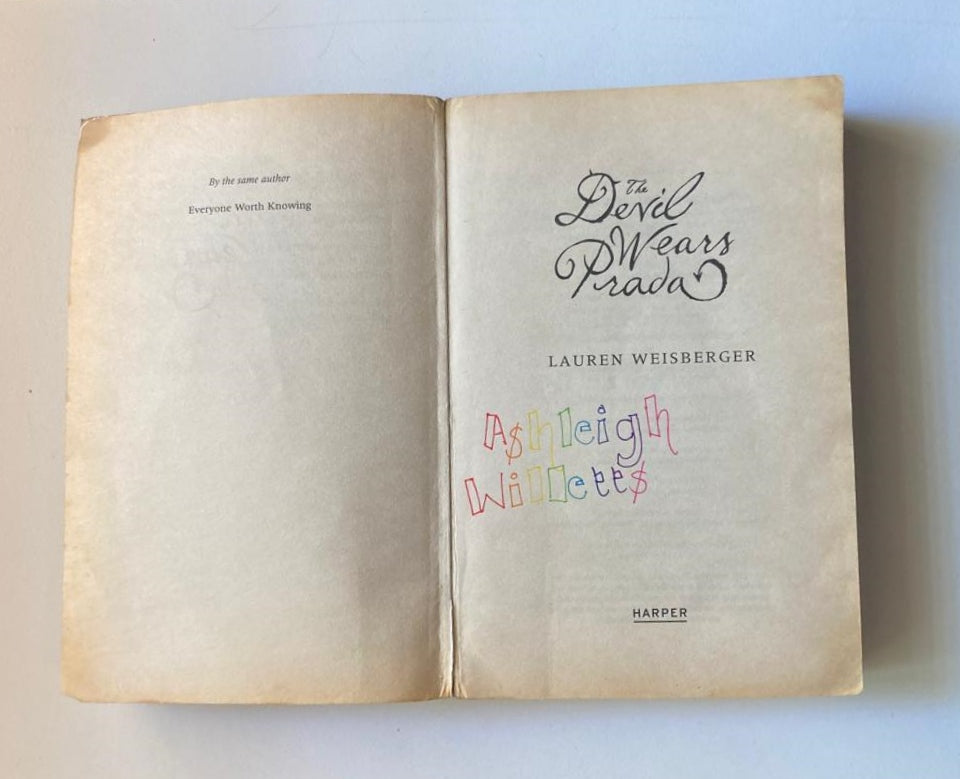 By the same author
Everyone Worth Knowing
The
Devil
Wears
Prada
LAUREN WEISBERGER
A$hleigh
Willett$
HARPER